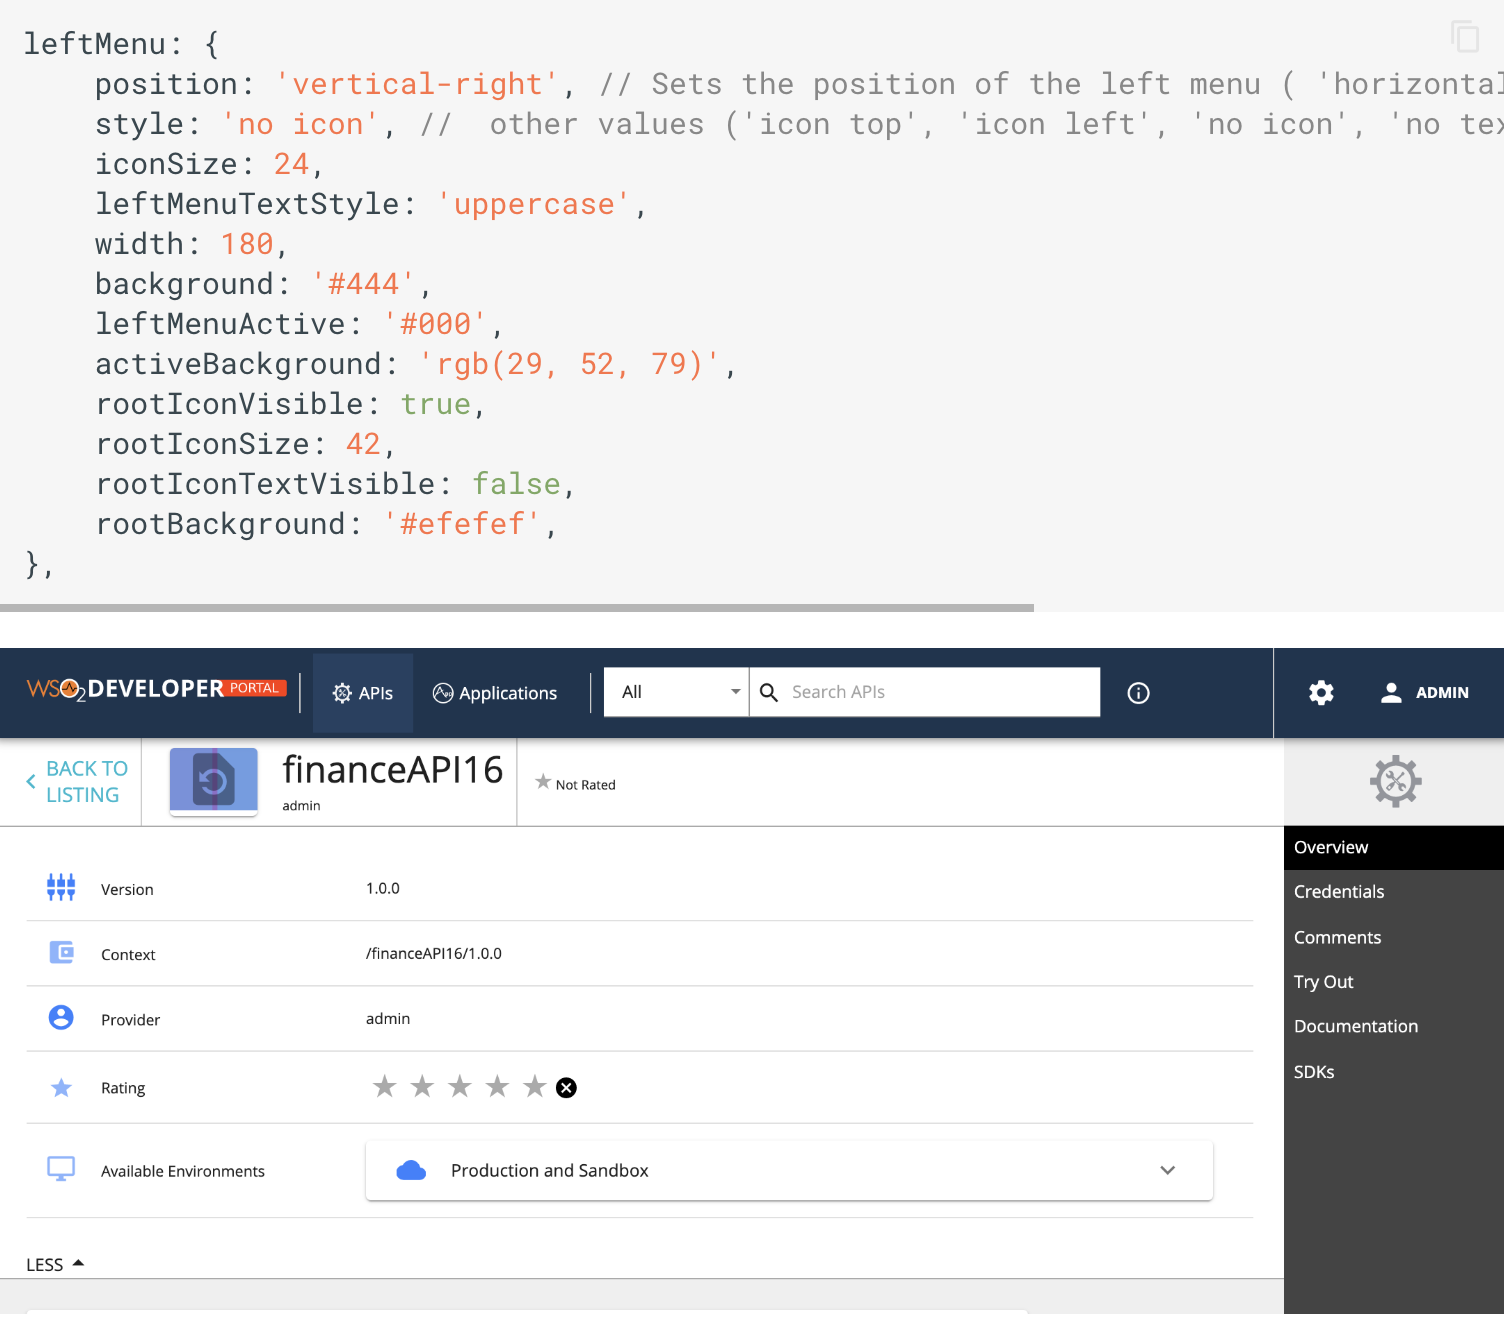 leftMenu: {
position: 'vertical-right', // Sets the position of the left menu ( 'horizontal
style: 'no icon', //  other values ('icon top', 'icon left', 'no icon', 'no tex
iconSize: 24,
leftMenuTextStyle: 'uppercase',
width: 180,
background: '#444',
leftMenuActive: '#000',
activeBackground: 'rgb(29, 52, 79)',
rootIconVisible: true,
rootIconSize: 42,
rootIconTextVisible: false,
rootBackground: '#efefef',
},
WSO2 DEVELOPER PORTAL APIs Applications All Search APIs ADMIN
BACK TO
LISTING
financeAPI16
admin
Not Rated
Version 1.0.0
Context /financeAPI16/1.0.0
Provider admin
Rating
Available Environments Production and Sandbox
LESS
Overview
Credentials
Comments
Try Out
Documentation
SDKs